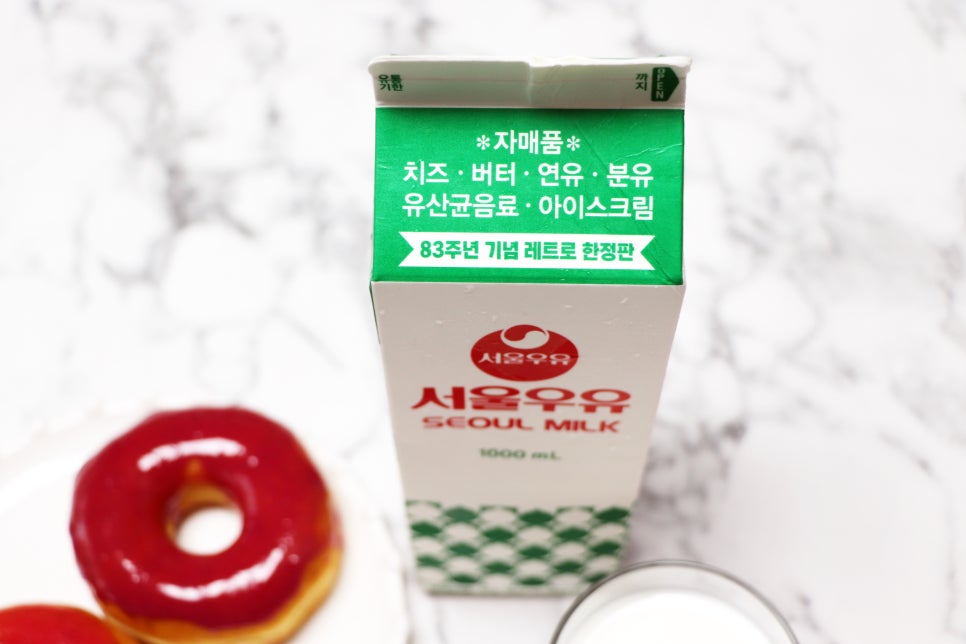 유통
기한
까
지
OPEN
*자매품*
치즈 · 버터 · 연유 · 분유
유산균음료 · 아이스크림
83주년 기념 레트로 한정판
서울우유
서울우유
SEOUL MILK
1000 mL